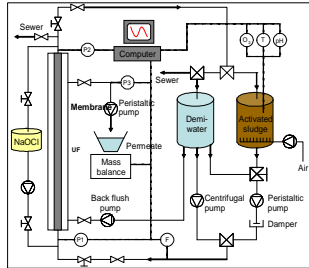 Sewer
P2
Computer
O2
T
pH
P3
Sewer
Membrane
Peristaltic
pump
NaOCl
UF
Permeate
Mass
balance
Demi-
water
Activated
sludge
Air
Back flush
pump
Centrifugal
pump
Peristaltic
pump
Damper
P1
F